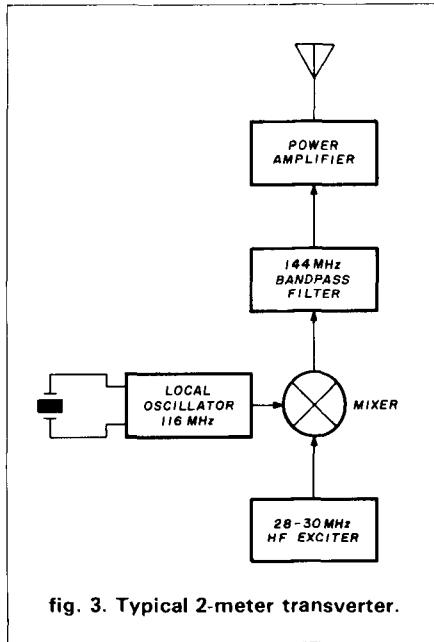 POWER
AMPLIFIER
144 MHz
BANDPASS
FILTER
LOCAL
OSCILLATOR
116 MHz
MIXER
28-30 MHz
HF EXCITER
fig. 3. Typical 2-meter transverter.